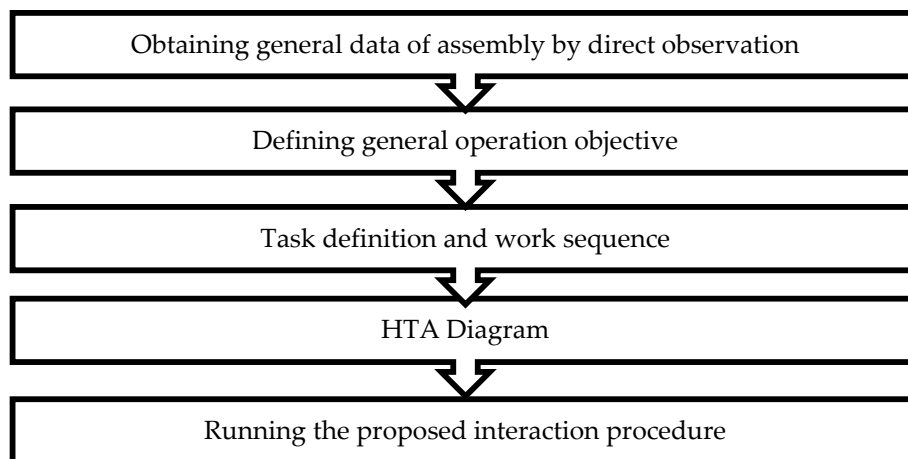 Obtaining general data of assembly by direct observation
Defining general operation objective
Task definition and work sequence
HTA Diagram
Running the proposed interaction procedure